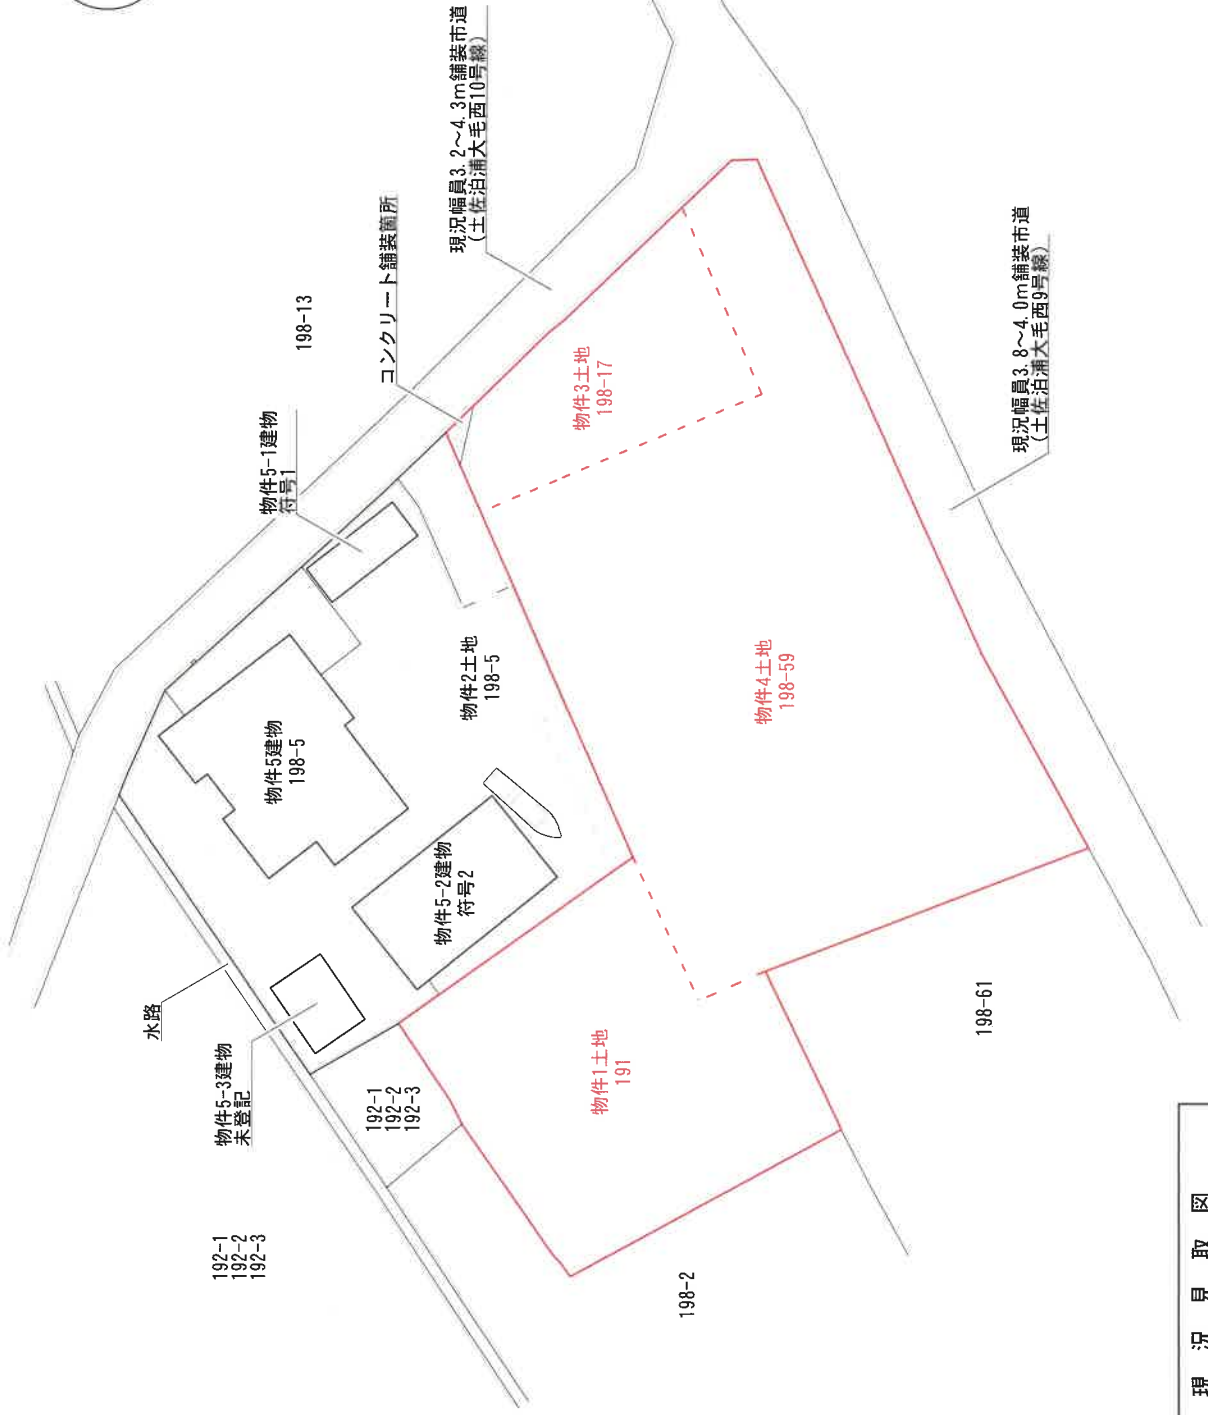 現況幅員3.2～4.3m舗装市道
(土佐泊浦大毛西10号線)
コンクリート舗装箇所
198-13
物件5-1建物
符号1
物件3土地
198-17
現況幅員3.8～4.0m舗装市道
(土佐泊浦大毛西9号線)
物件2土地
198-5
物件4土地
198-59
物件5建物
198-5
物件5-2建物
符号2
水路
物件5-3建物
未登記
192-1
192-2
192-3
物件1土地
191
198-61
192-1
192-2
192-3
198-2
現況見取図